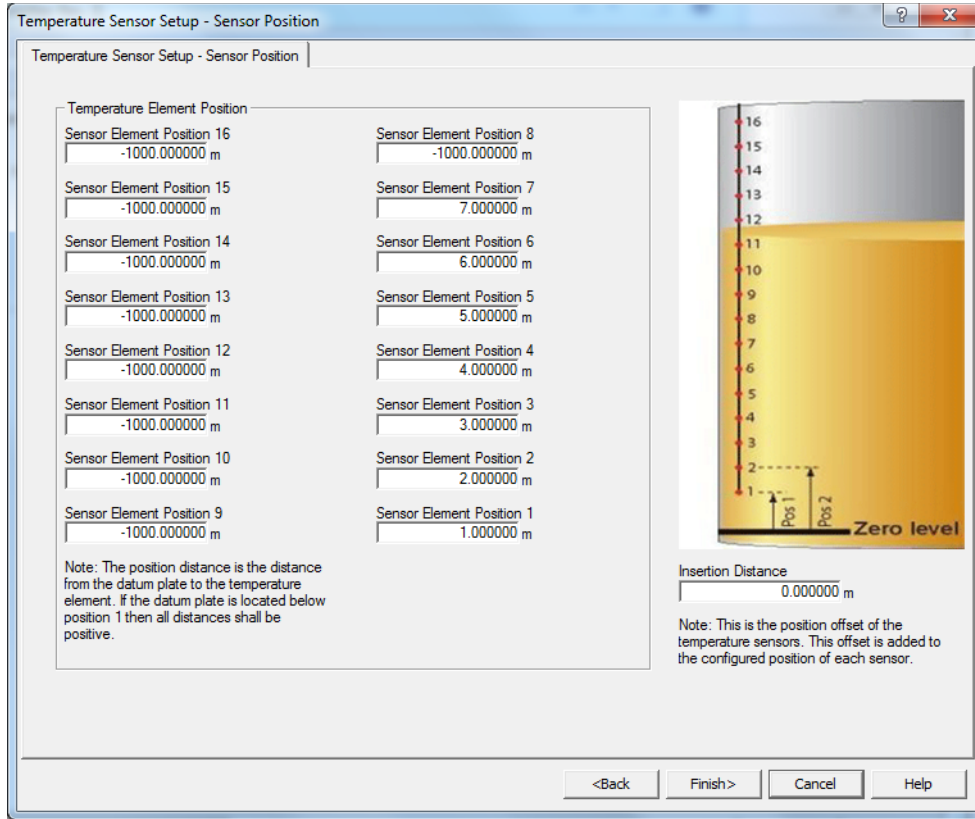 Temperature Sensor Setup - Sensor Position
Temperature Sensor Setup - Sensor Position
Temperature Element Position
Sensor Element Position 16
-1000.000000 m
Sensor Element Position 15
-1000.000000 m
Sensor Element Position 14
-1000.000000 m
Sensor Element Position 13
-1000.000000 m
Sensor Element Position 12
-1000.000000 m
Sensor Element Position 11
-1000.000000 m
Sensor Element Position 10
-1000.000000 m
Sensor Element Position 9
-1000.000000 m
Note: The position distance is the distance
from the datum plate to the temperature
element. If the datum plate is located below
position 1 then all distances shall be
positive.
Sensor Element Position 8
-1000.000000 m
Sensor Element Position 7
7.000000 m
Sensor Element Position 6
6.000000 m
Sensor Element Position 5
5.000000 m
Sensor Element Position 4
4.000000 m
Sensor Element Position 3
3.000000 m
Sensor Element Position 2
2.000000 m
Sensor Element Position 1
1.000000 m
16
15
14
13
12
11
10
9
8
7
6
5
4
3
2
1
Pos 1
Pos 2
Zero level
Insertion Distance
0.000000 m
Note: This is the position offset of the
temperature sensors. This offset is added to
the configured position of each sensor.
<Back
Finish>
Cancel
Help